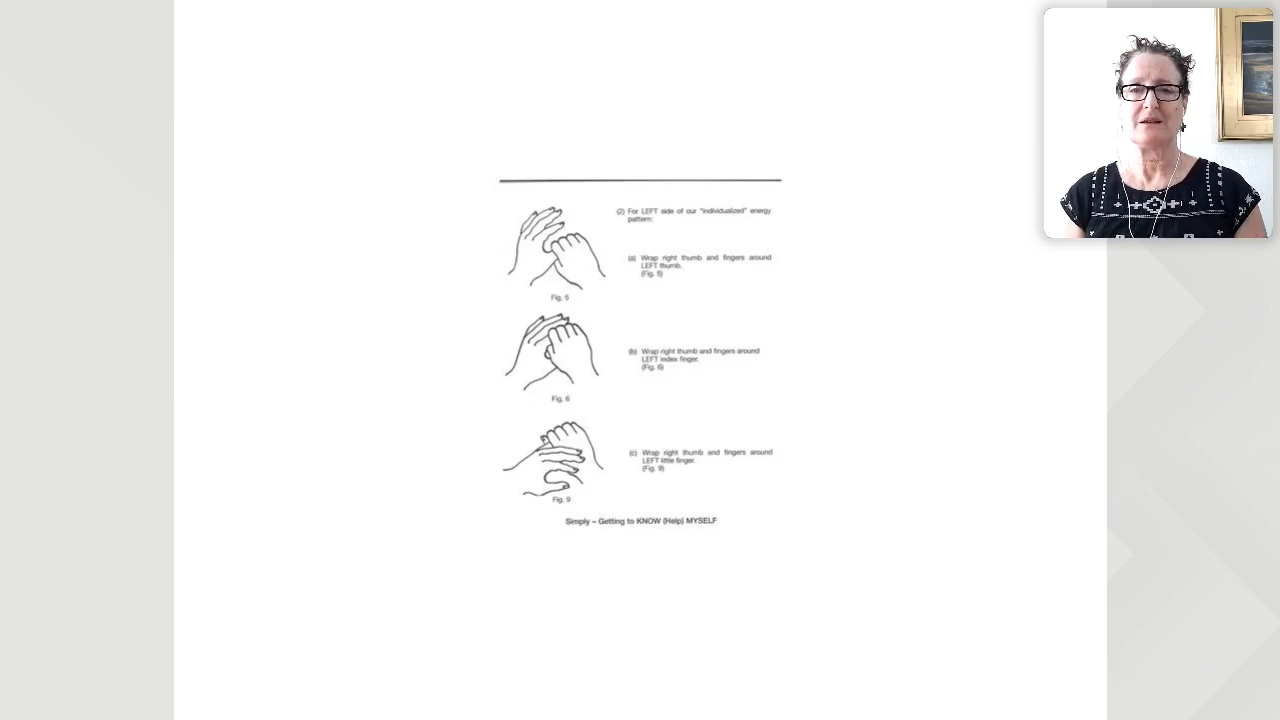 (2) For LEFT side of our "individualized" energy
pattern:
(a) Wrap right thumb and fingers around
LEFT thumb.
(Fig. 5)
Fig. 5
(b) Wrap right thumb and fingers around
LEFT index finger.
(Fig. 6)
Fig. 6
(c) Wrap right thumb and fingers around
LEFT little finger.
(Fig. 9)
Fig. 9
Simply – Getting to KNOW (Help) MYSELF